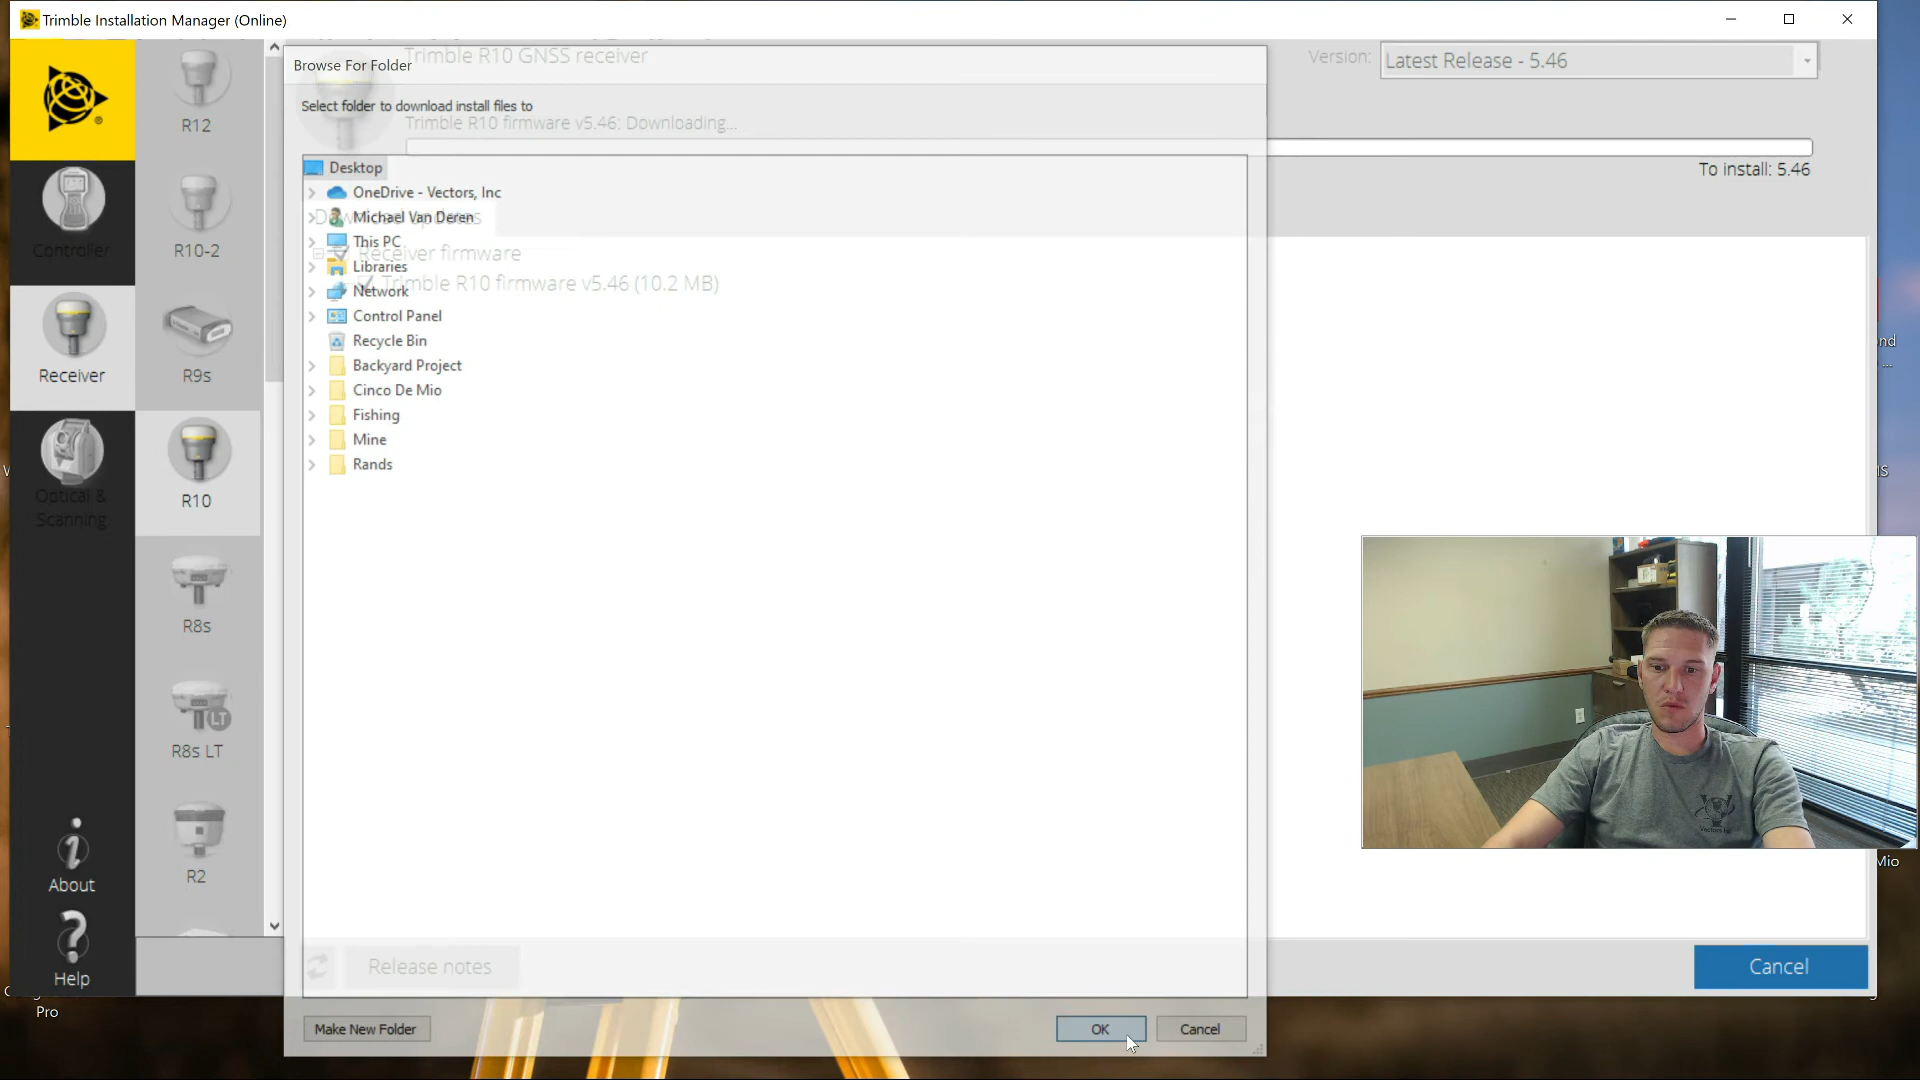 Trimble Installation Manager (Online)
Trimble R10 GNSS receiver
Version:
Latest Release - 5.46
Browse For Folder
Select folder to download install files to
Trimble R10 firmware v5.46: Downloading...
To install: 5.46
R12
R10-2
R9s
R10
R8s
R8s LT
LT
R2
Controller
Receiver
Optical &
Scanning
About
Help
Desktop
OneDrive - Vectors, Inc
Michael Van Deren
This PC
Receiver firmware
Libraries
Trimble R10 firmware v5.46 (10.2 MB)
Network
Control Panel
Recycle Bin
Backyard Project
Cinco De Mio
Fishing
Mine
Rands
Release notes
Cancel
Make New Folder
OK
Cancel
Pro
Mio